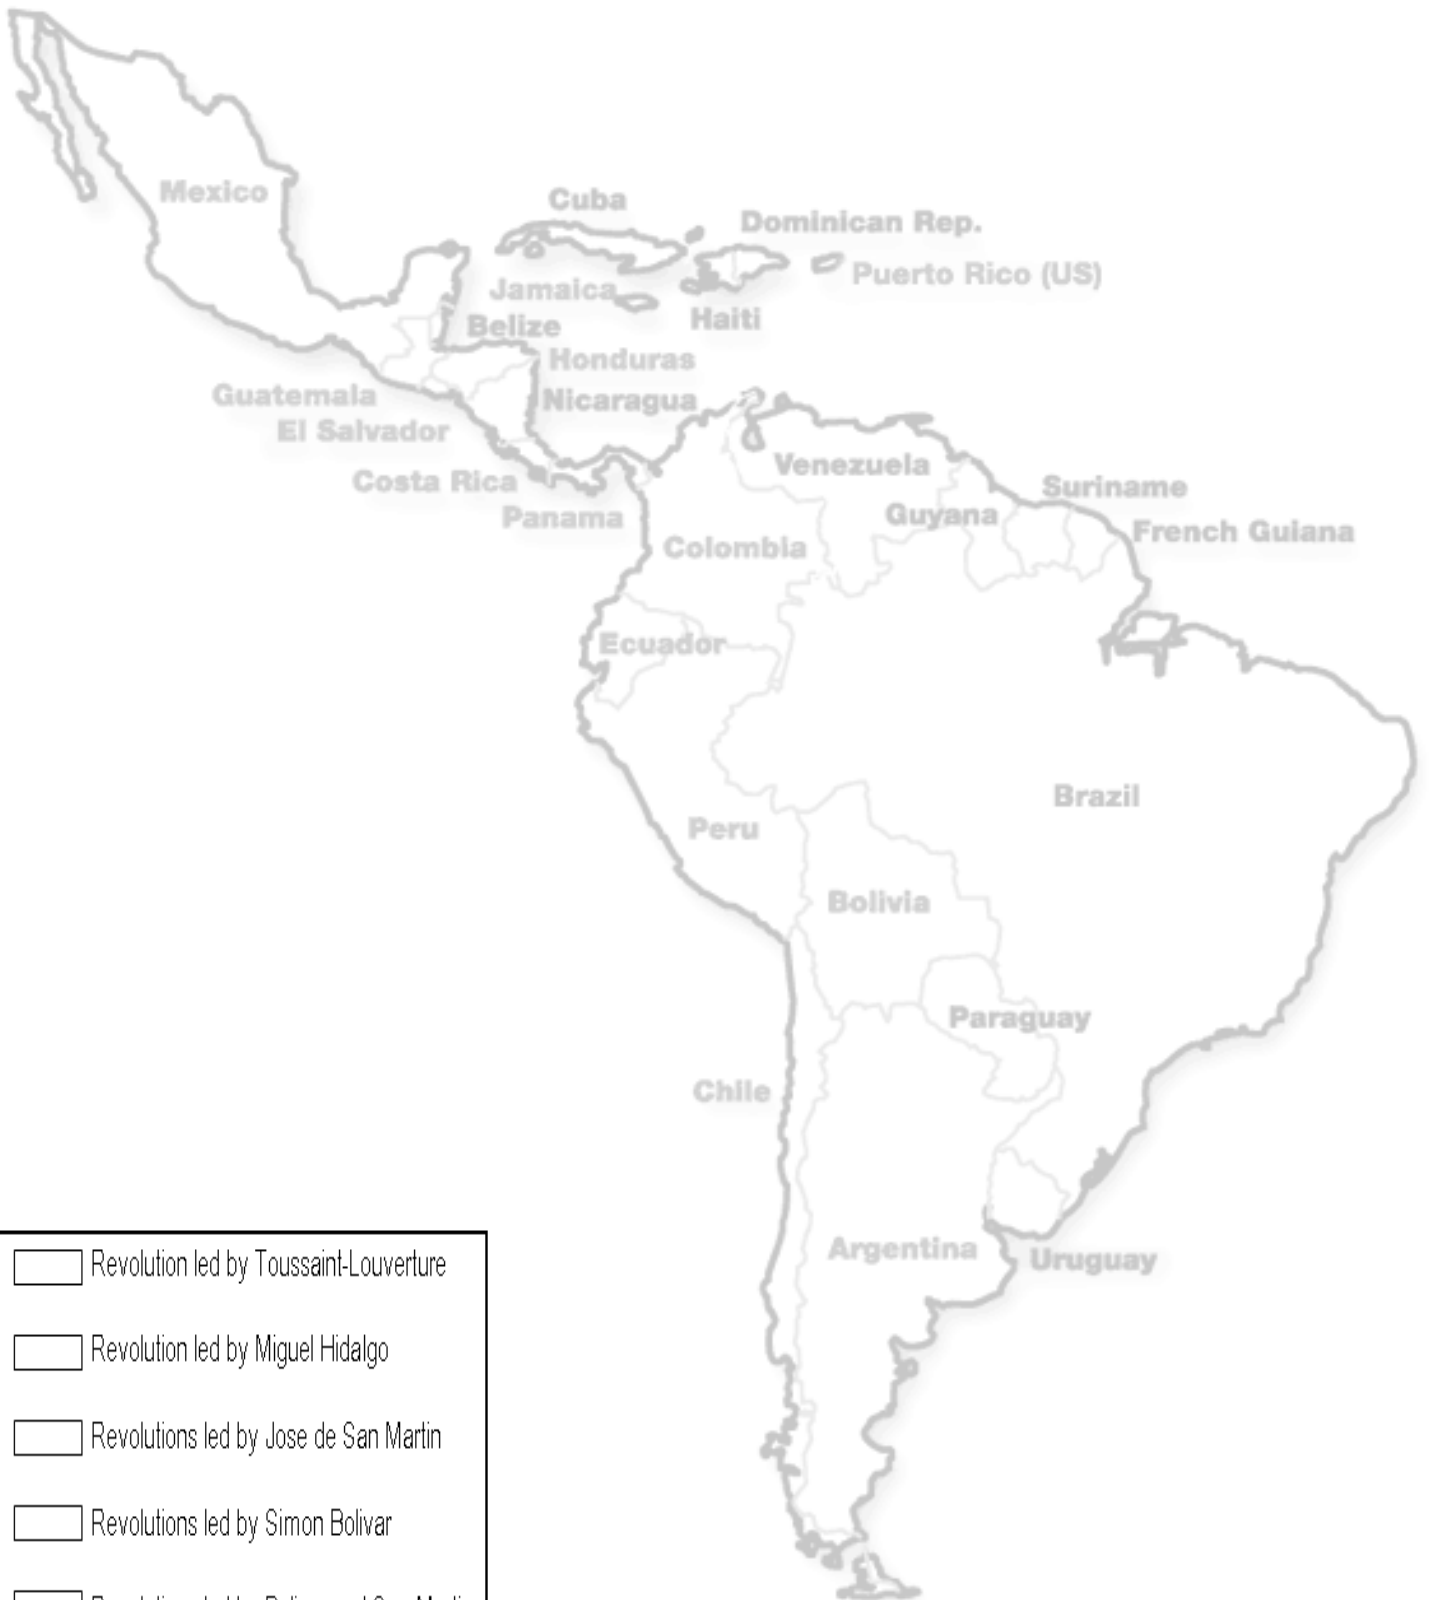 Mexico
Cuba
Dominican Rep.
Puerto Rico (US)
Jamaica
Haiti
Belize
Honduras
Guatemala
Nicaragua
El Salvador
Costa Rica
Panama
Venezuela
Suriname
Guyana
French Guiana
Colombia
Ecuador
Brazil
Peru
Bolivia
Paraguay
Chile
Argentina
Uruguay
Revolution led by Toussaint-Louverture
Revolution led by Miguel Hidalgo
Revolutions led by Jose de San Martin
Revolutions led by Simon Bolivar